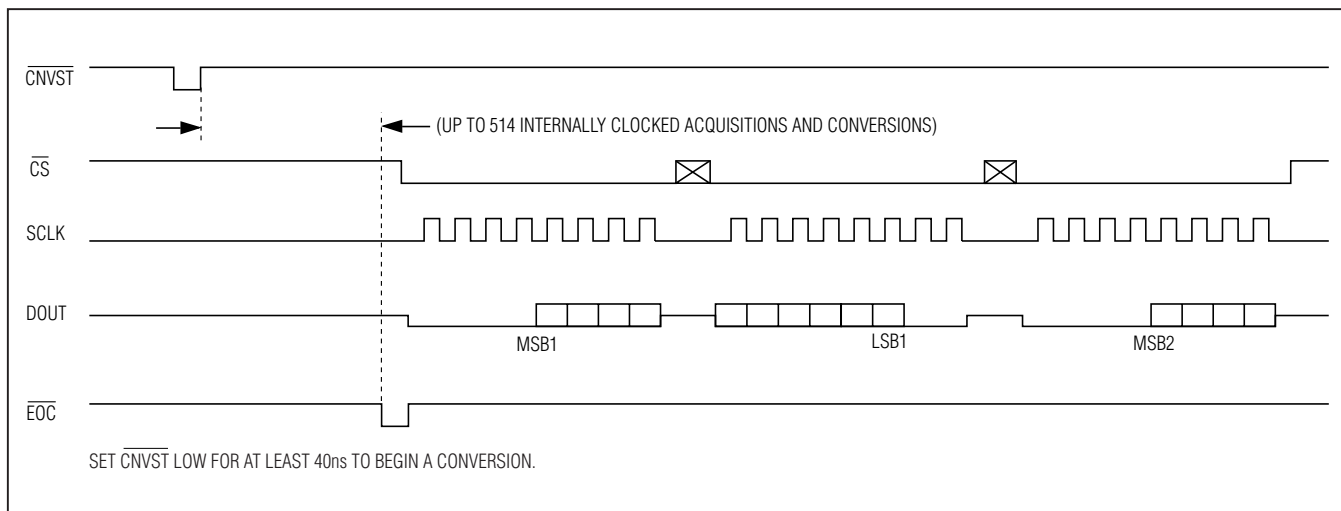 CNVST
(UP TO 514 INTERNALLY CLOCKED ACQUISITIONS AND CONVERSIONS)
CS
SCLK
DOUT
MSB1
LSB1
MSB2
EOC
SET CNVST LOW FOR AT LEAST 40ns TO BEGIN A CONVERSION.